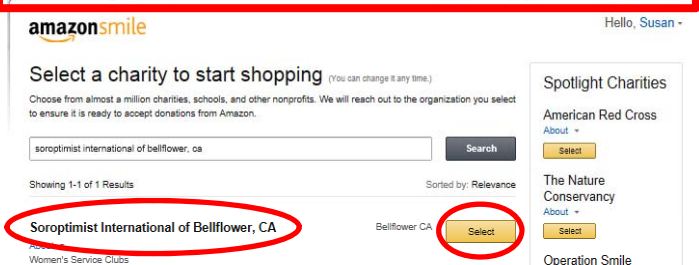 amazonsmile
Hello, Susan
Select a charity to start shopping (You can change it any time.)
Choose from almost a million charities, schools, and other nonprofits. We will reach out to the organization you select
to ensure it is ready to accept donations from Amazon.
soroptimist international of bellflower, ca
Search
Showing 1-1 of 1 Results
Sorted by: Relevance
Soroptimist International of Bellflower, CA
Bellflower CA
Select
Women's Service Clubs
Spotlight Charities
American Red Cross
About
Select
The Nature
Conservancy
About
Select
Operation Smile